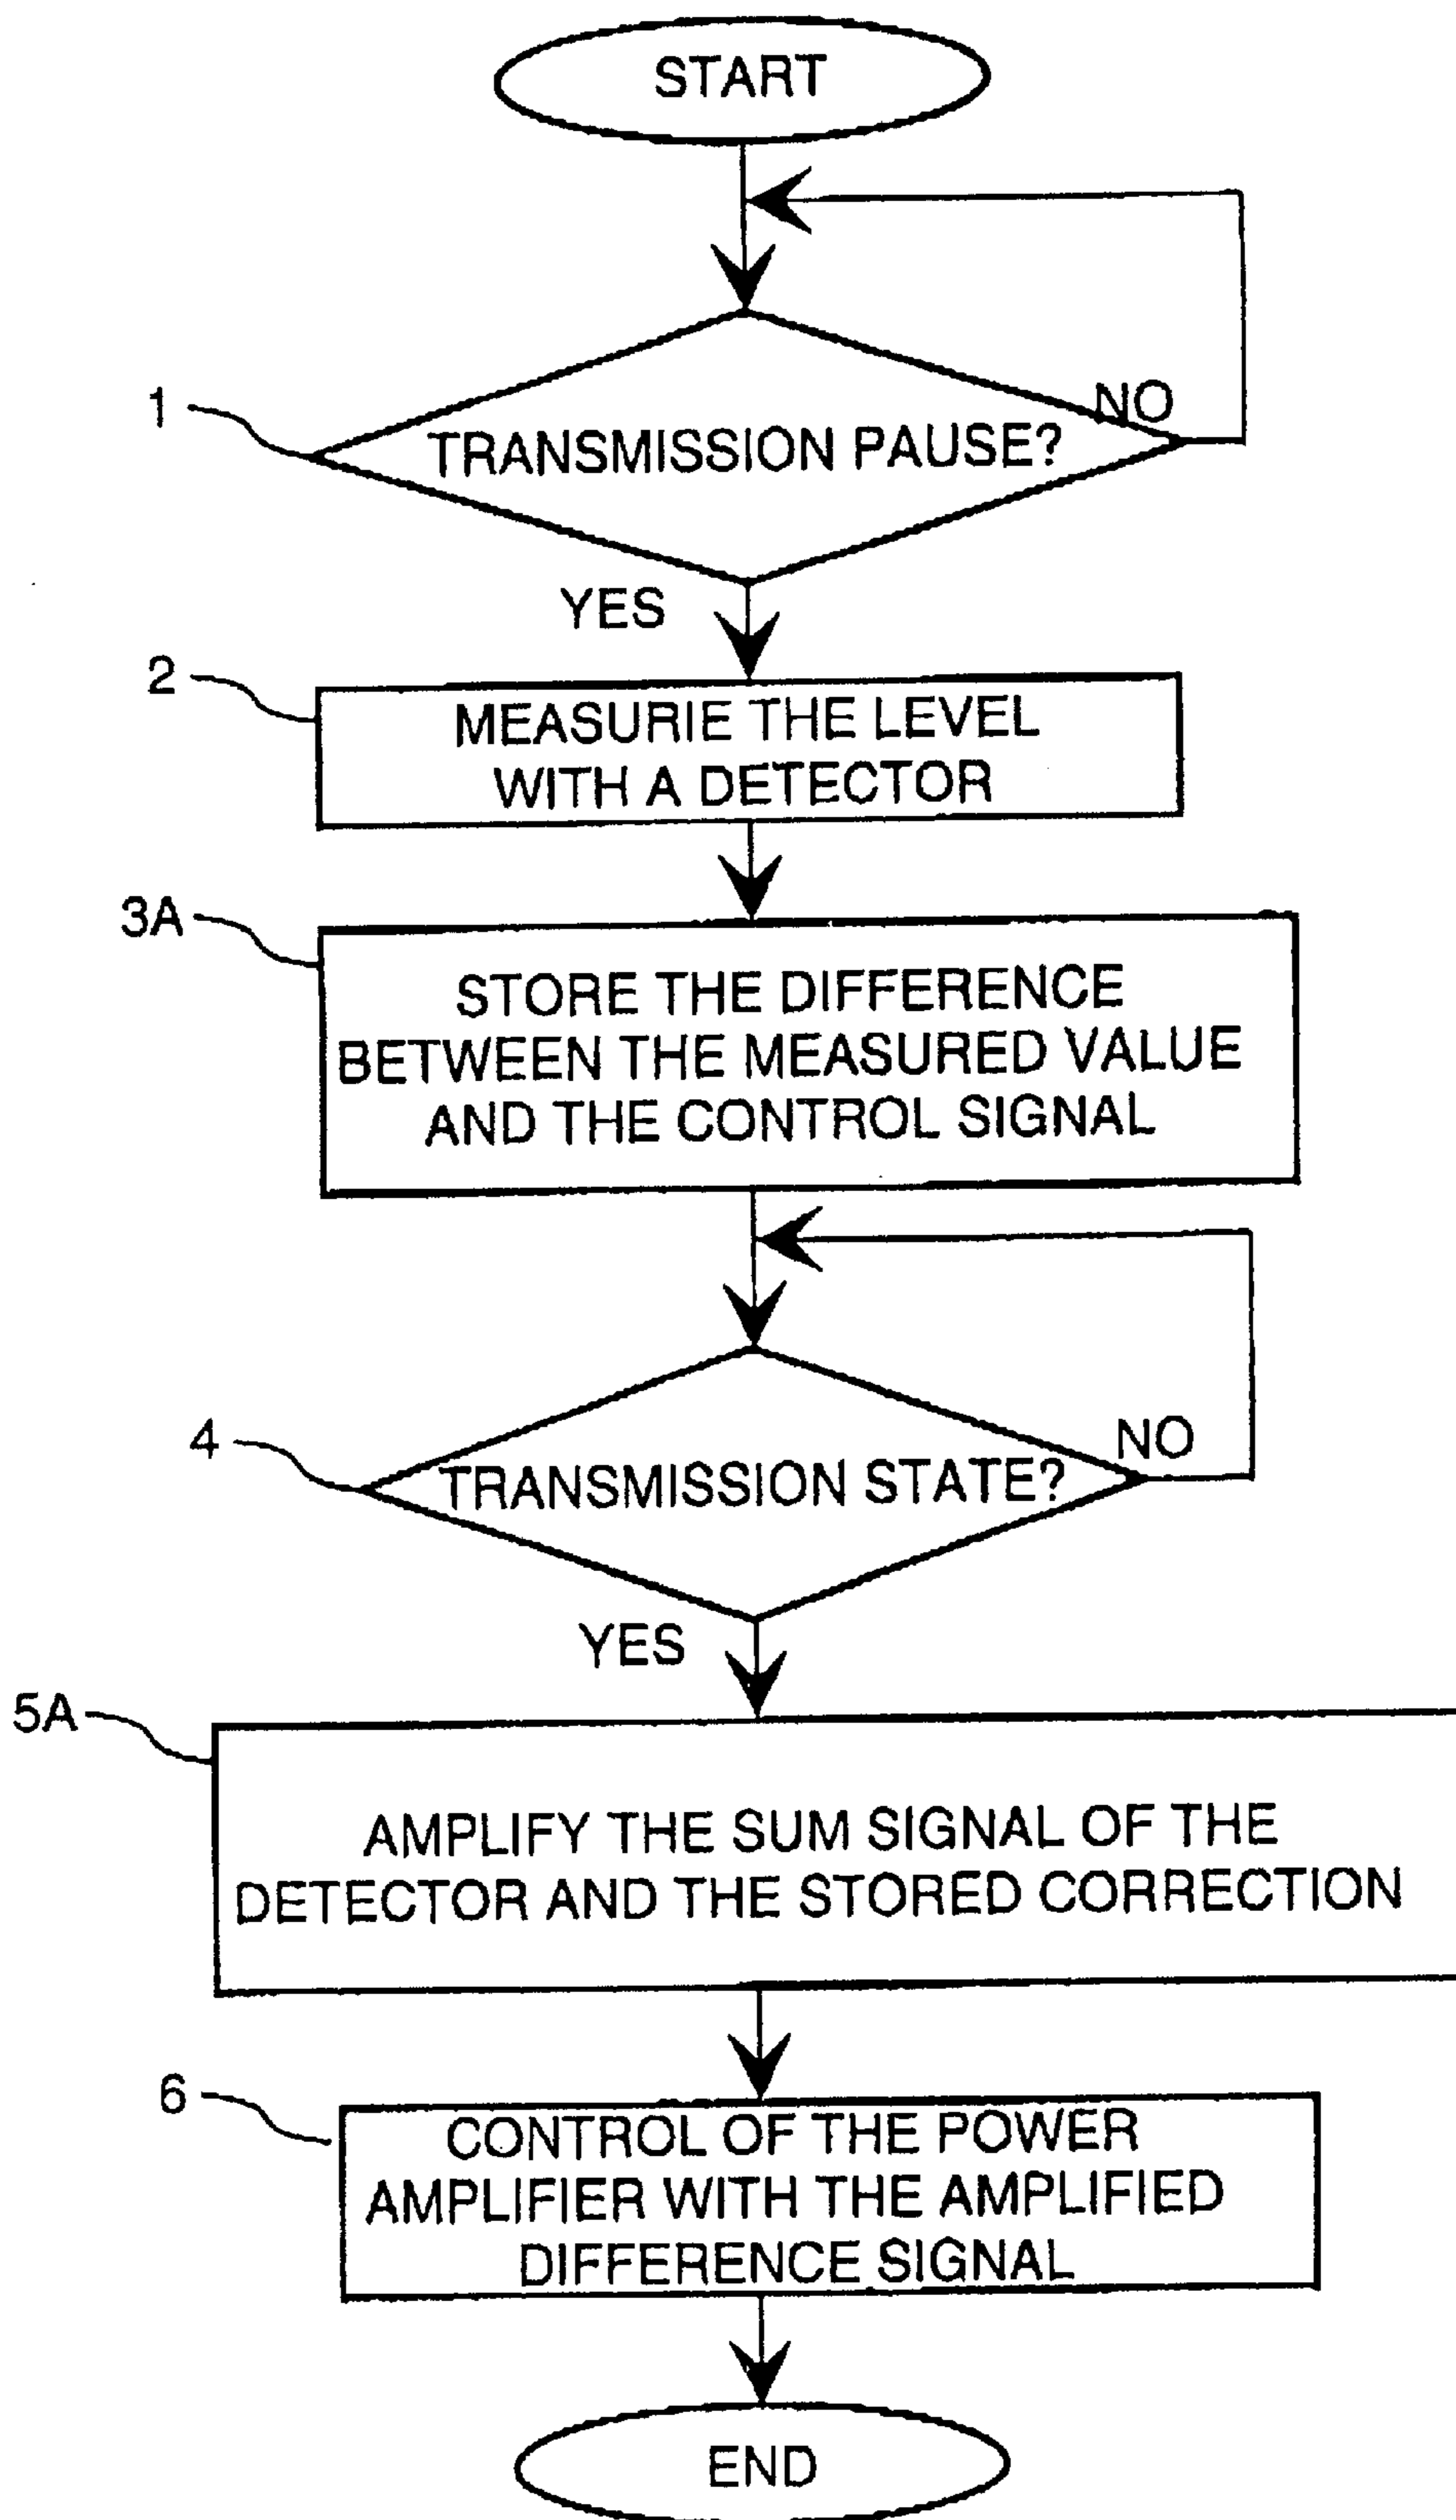 START
NO
1
TRANSMISSION PAUSE?
YES
2
MEASURIE THE LEVEL
WITH A DETECTOR
3A
STORE THE DIFFERENCE
BETWEEN THE MEASURED VALUE
AND THE CONTROL SIGNAL
NO
4
TRANSMISSION STATE?
YES
5A
AMPLIFY THE SUM SIGNAL OF THE
DETECTOR AND THE STORED CORRECTION
6
CONTROL OF THE POWER
AMPLIFIER WITH THE AMPLIFIED
DIFFERENCE SIGNAL
END